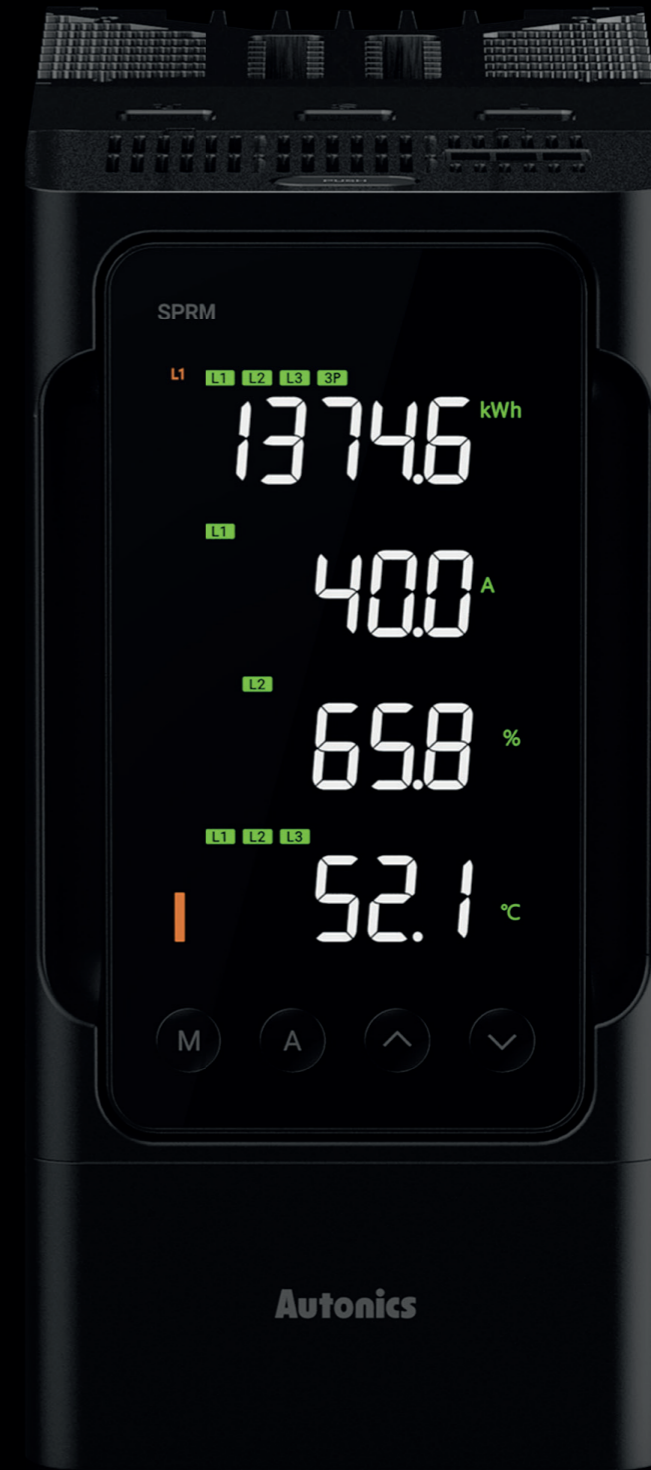 PUSH
SPRM
L1 L1 L2 L3 3P
1374.6 kWh
L1
40.0 A
L2
65.8 %
L1 L2 L3
52.1 ℃
M A
Autonics